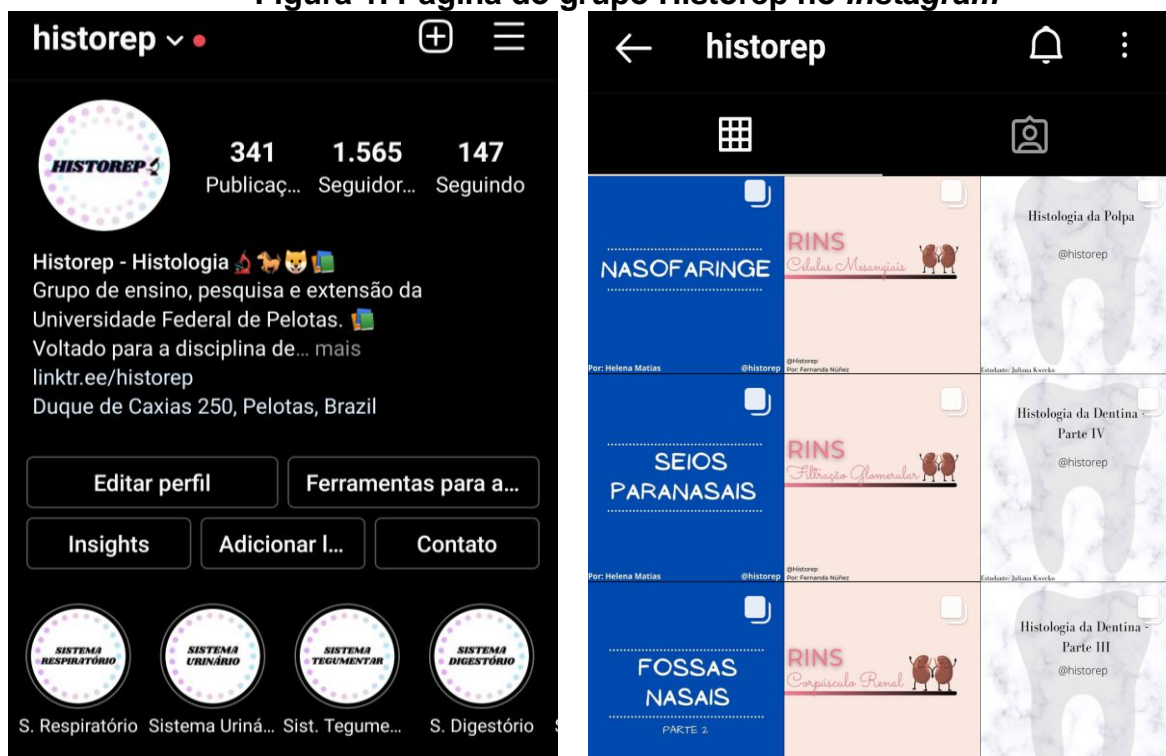 Figura 1. Página do grupo Historep no Instagram
historep
HISTOREP
341 1.565 147
Publicaç... Seguidor... Seguindo
Historep - Histologia
Grupo de ensino, pesquisa e extensão da
Universidade Federal de Pelotas.
Voltado para a disciplina de... mais
linktr.ee/historep
Duque de Caxias 250, Pelotas, Brazil
Editar perfil Ferramentas para a...
Insights Adicionar l... Contato
SISTEMA
RESPIRATÓRIO
SISTEMA
URINÁRIO
SISTEMA
TEGUMENTAR
SISTEMA
DIGESTÓRIO
S. Respiratório Sistema Uriná... Sist. Tegume... S. Digestório
historep
NASOFARINGE
Por: Helena Matias @historep
RINS
Células Mesangiais
@Historep
Por: Fernanda Núñez
Histologia da Polpa
@historep
Estudante: Juliana Kwecko
SEIOS
PARANASAIS
Por: Helena Matias @historep
RINS
Filtração Glomerular
@Historep
Por: Fernanda Núñez
Histologia da Dentina -
Parte IV
@historep
Estudante: Juliana Kwecko
FOSSAS
NASAIS
PARTE 2
RINS
Corpúsculo Renal
Histologia da Dentina -
Parte III
@historep